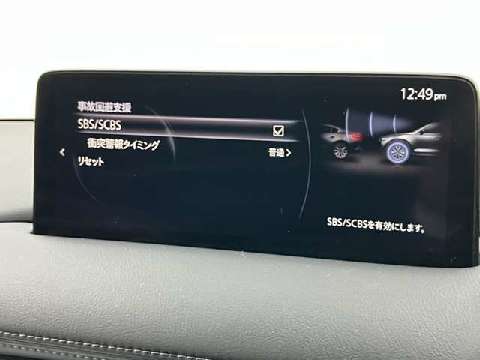 12:49pm
事故回避支援
SBS/SCBS
衝突警報タイミング
普通
リセット
SBS/SCBSを有効にします。